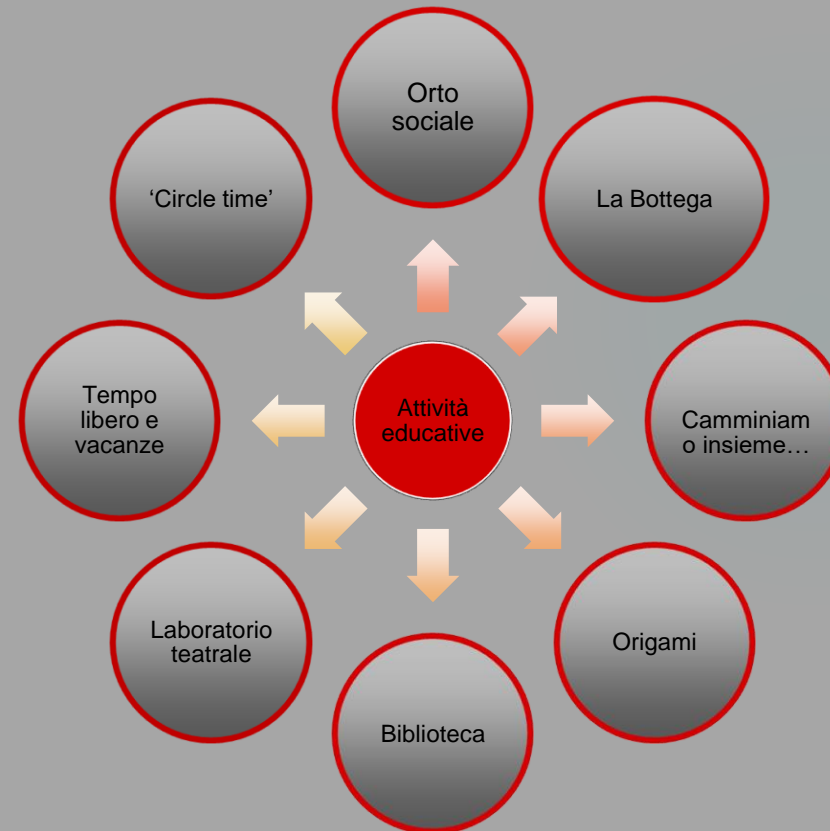 Orto
sociale
‘Circle time’
La Bottega
Tempo
libero e
vacanze
Attività
educative
Camminiam
o insieme…
Laboratorio
teatrale
Origami
Biblioteca